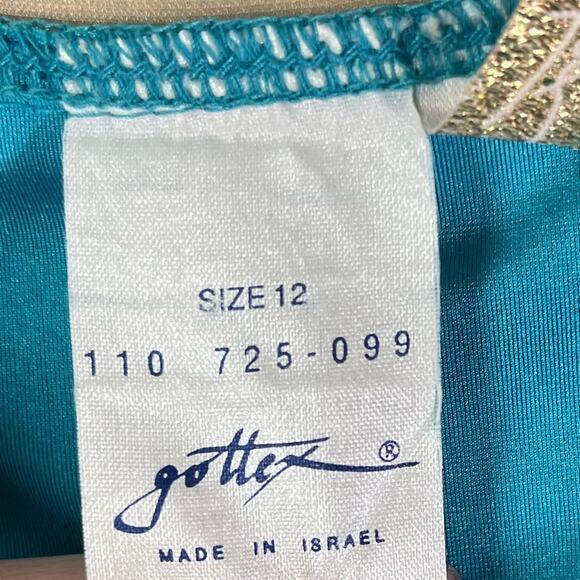 SIZE 12
110 725-099
gottex ®
MADE IN ISRAEL